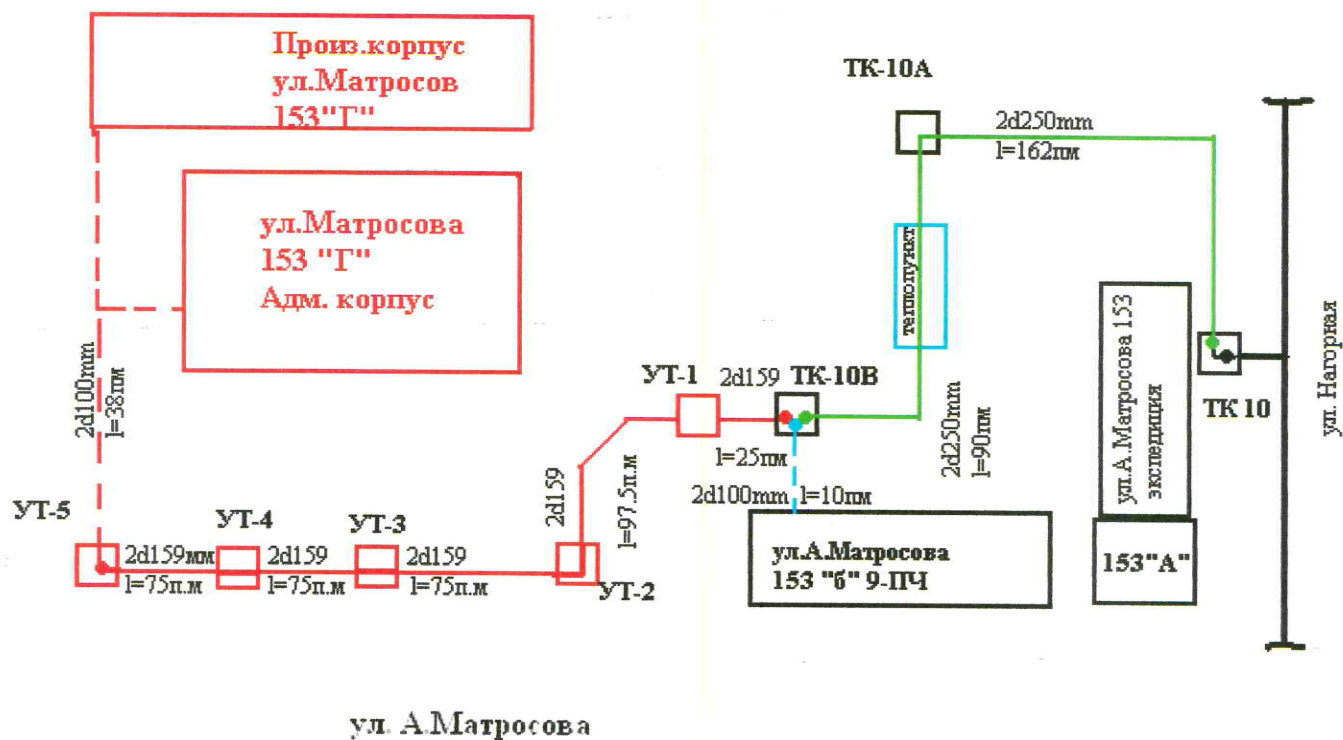 Произ.корпус
ул.Матросов
153"Г"
ул.Матросова
153 "Г"
Адм. корпус
2d100mm
l=38пм
УТ-5
2d159мм
l=75п.м
УТ-4
2d159
l=75п.м
УТ-3
2d159
l=75п.м
УТ-2
2d159
l=97.5п.м
УТ-1
2d159
l=25пм
ТК-10В
2d100mm
l=10пм
ул.А.Матросова
153 "б" 9-ПЧ
ТК-10А
2d250mm
l=162пм
теплопункт
2d250mm
l=90пм
ул.А.Матросова 153
экспедиция
153"А"
ТК 10
ул. Нагорная
ул. А.Матросова